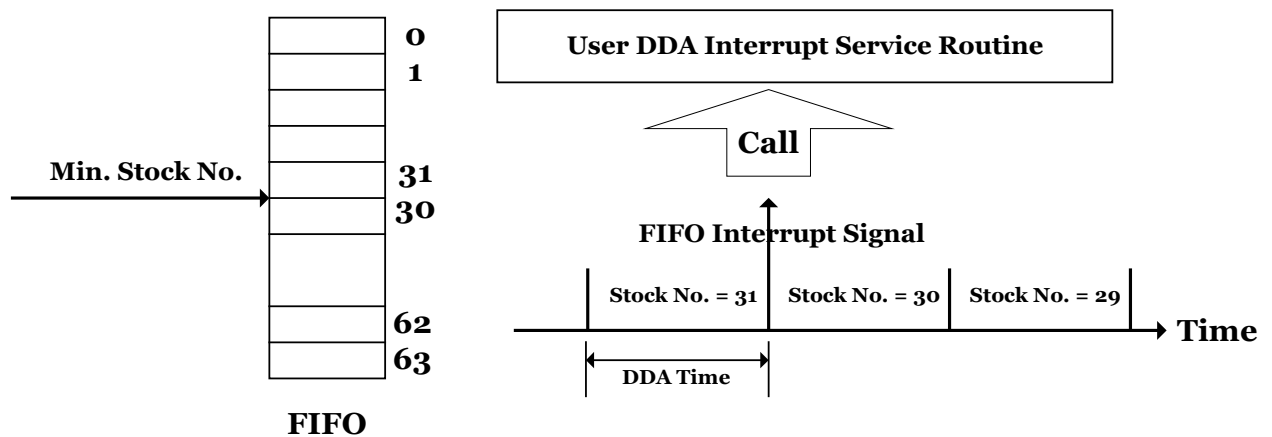 0
1
Min. Stock No.
31
30
62
63
FIFO
User DDA Interrupt Service Routine
Call
FIFO Interrupt Signal
Stock No. = 31
Stock No. = 30
Stock No. = 29
Time
DDA Time